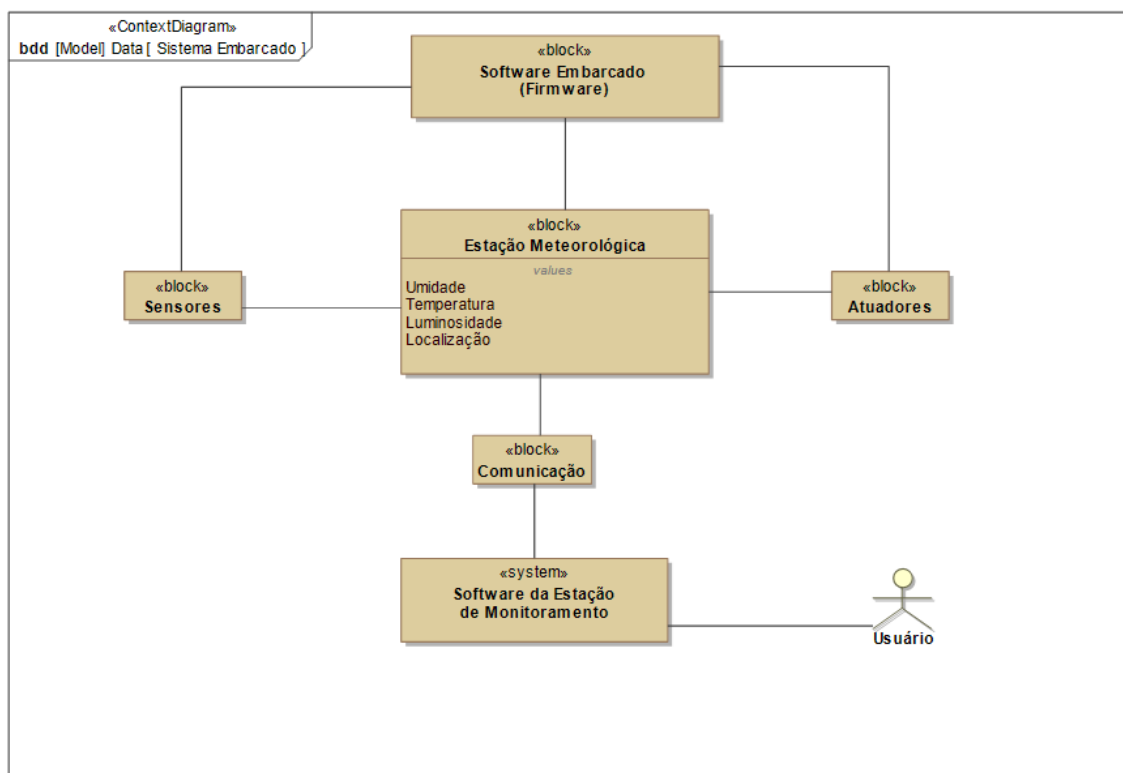 «ContextDiagram»
bdd [Model] Data [ Sistema Embarcado ]
«block»
Software Embarcado
(Firmware)
«block»
Estação Meteorológica
values
Umidade
Temperatura
Luminosidade
Localização
«block»
Sensores
«block»
Atuadores
«block»
Comunicação
«system»
Software da Estação
de Monitoramento
Usuário